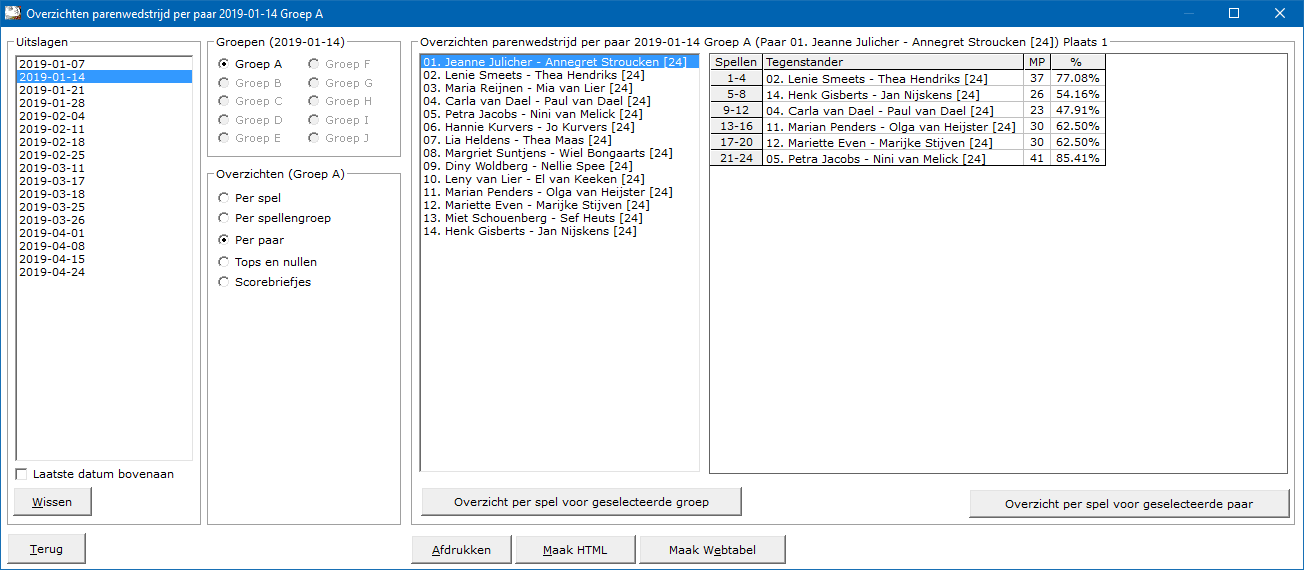 Overzichten parenwedstrijd per paar 2019-01-14 Groep A
Uitslagen
2019-01-07
2019-01-14
2019-01-21
2019-01-28
2019-02-04
2019-02-11
2019-02-18
2019-02-25
2019-03-11
2019-03-17
2019-03-18
2019-03-25
2019-03-26
2019-04-01
2019-04-08
2019-04-15
2019-04-24
Laatste datum bovenaan
Wissen
Terug
Groepen (2019-01-14)
Groep A Groep F
Groep B Groep G
Groep C Groep H
Groep D Groep I
Groep E Groep J
Overzichten (Groep A)
Per spel
Per spellengroep
Per paar
Tops en nullen
Scorebriefjes
Overzichten parenwedstrijd per paar 2019-01-14 Groep A (Paar 01. Jeanne Julicher - Annegret Stroucken [24]) Plaats 1
01. Jeanne Julicher - Annegret Stroucken [24]
02. Lenie Smeets - Thea Hendriks [24]
03. Maria Reijnen - Mia van Lier [24]
04. Carla van Dael - Paul van Dael [24]
05. Petra Jacobs - Nini van Melick [24]
06. Hannie Kurvers - Jo Kurvers [24]
07. Lia Heldens - Thea Maas [24]
08. Margriet Suntjens - Wiel Bongaarts [24]
09. Diny Woldberg - Nellie Spee [24]
10. Leny van Lier - El van Keeken [24]
11. Marian Penders - Olga van Heijster [24]
12. Mariette Even - Marijke Stijven [24]
13. Miet Schouenberg - Sef Heuts [24]
14. Henk Gisberts - Jan Nijskens [24]
Spellen Tegenstander MP %
1-4 02. Lenie Smeets - Thea Hendriks [24] 37 77.08%
5-8 14. Henk Gisberts - Jan Nijskens [24] 26 54.16%
9-12 04. Carla van Dael - Paul van Dael [24] 23 47.91%
13-16 11. Marian Penders - Olga van Heijster [24] 30 62.50%
17-20 12. Mariette Even - Marijke Stijven [24] 30 62.50%
21-24 05. Petra Jacobs - Nini van Melick [24] 41 85.41%
Overzicht per spel voor geselecteerde groep
Overzicht per spel voor geselecteerde paar
Afdrukken
Maak HTML
Maak Webtabel